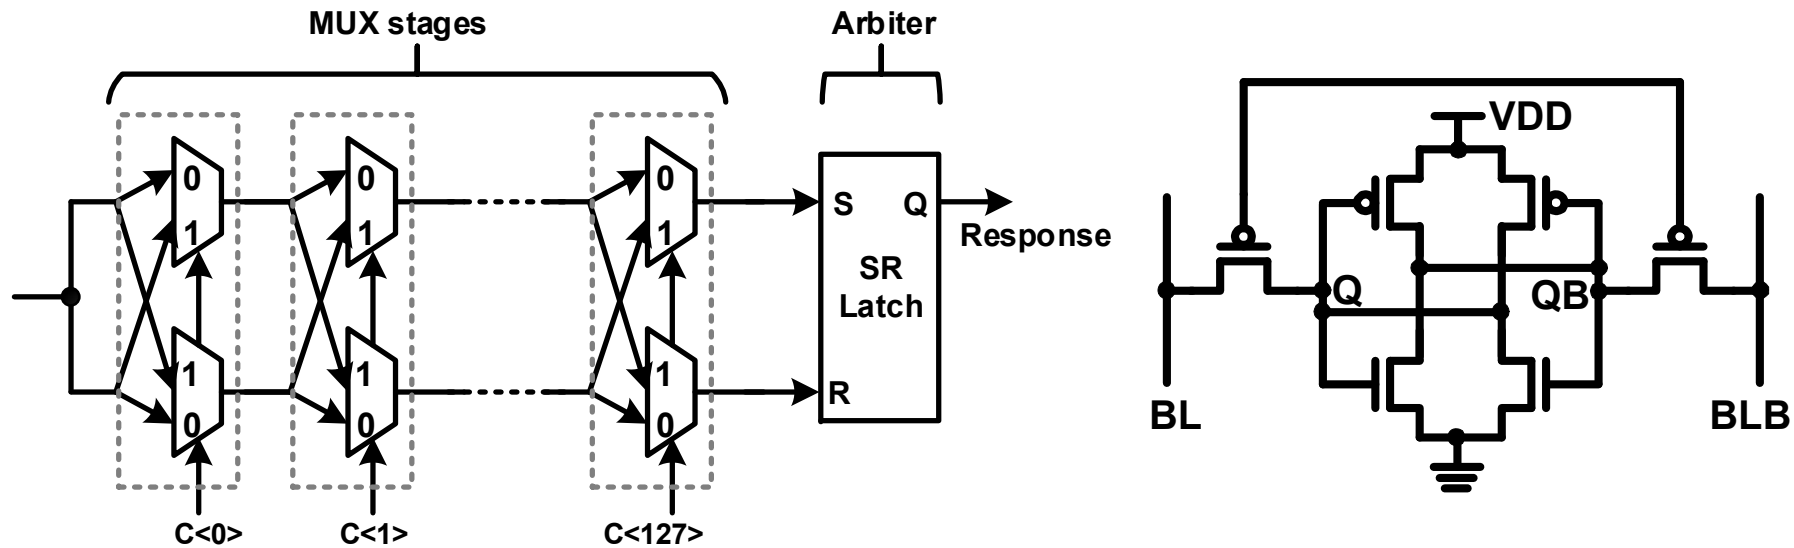 MUX stages
Arbiter
0
1
1
0
0
1
1
0
0
1
1
0
S
Q
R
SR
Latch
Response
C<0>
C<1>
C<127>
VDD
Q
QB
BL
BLB